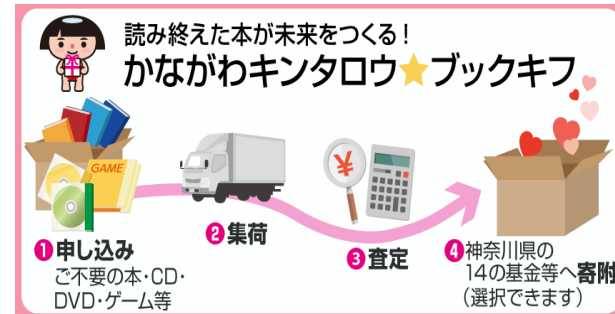 読み終えた本が未来をつくる！
かながわキンタロウ★ブックキフ
GAME
❶申し込み
ご不要の本・CD・
DVD・ゲーム等
❷集荷
¥
❸査定
❹神奈川県の
14の基金等へ寄附
（選択できます）